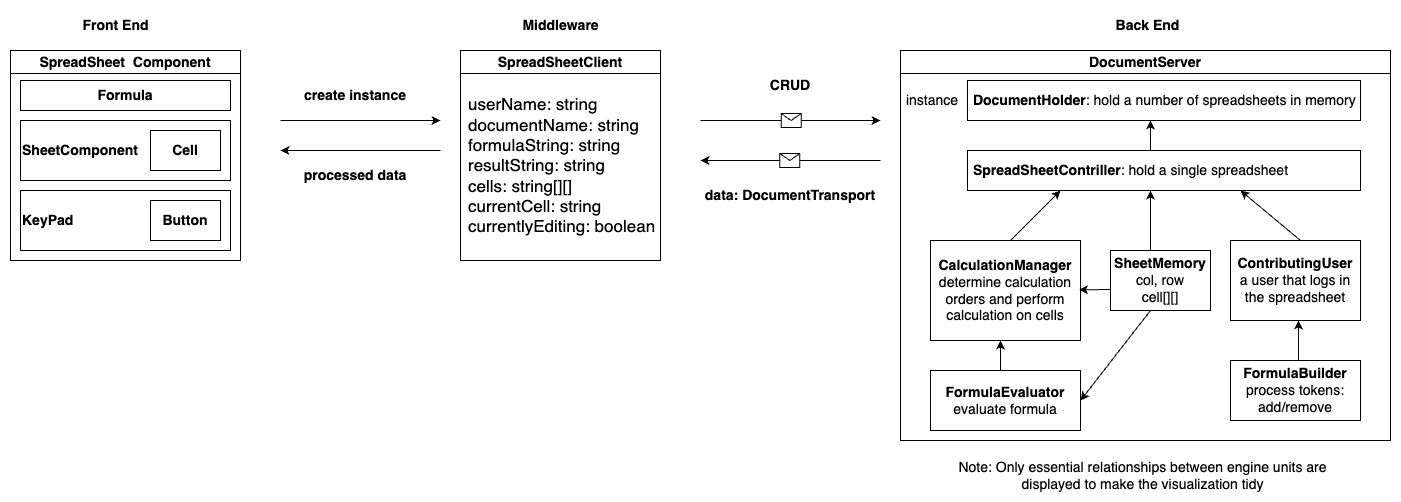 Front End
Middleware
Back End
SpreadSheet Component
Formula
SheetComponent
Cell
KeyPad
Button
create instance
processed data
SpreadSheetClient
userName: string
documentName: string
formulaString: string
resultString: string
cells: string[][]
currentCell: string
currentlyEditing: boolean
CRUD
data: DocumentTransport
DocumentServer
instance
DocumentHolder: hold a number of spreadsheets in memory
SpreadSheetContriller: hold a single spreadsheet
CalculationManager
determine calculation
orders and perform
calculation on cells
SheetMemory
col, row
cell[][]
ContributingUser
a user that logs in
the spreadsheet
FormulaEvaluator
evaluate formula
FormulaBuilder
process tokens:
add/remove
Note: Only essential relationships between engine units are
displayed to make the visualization tidy